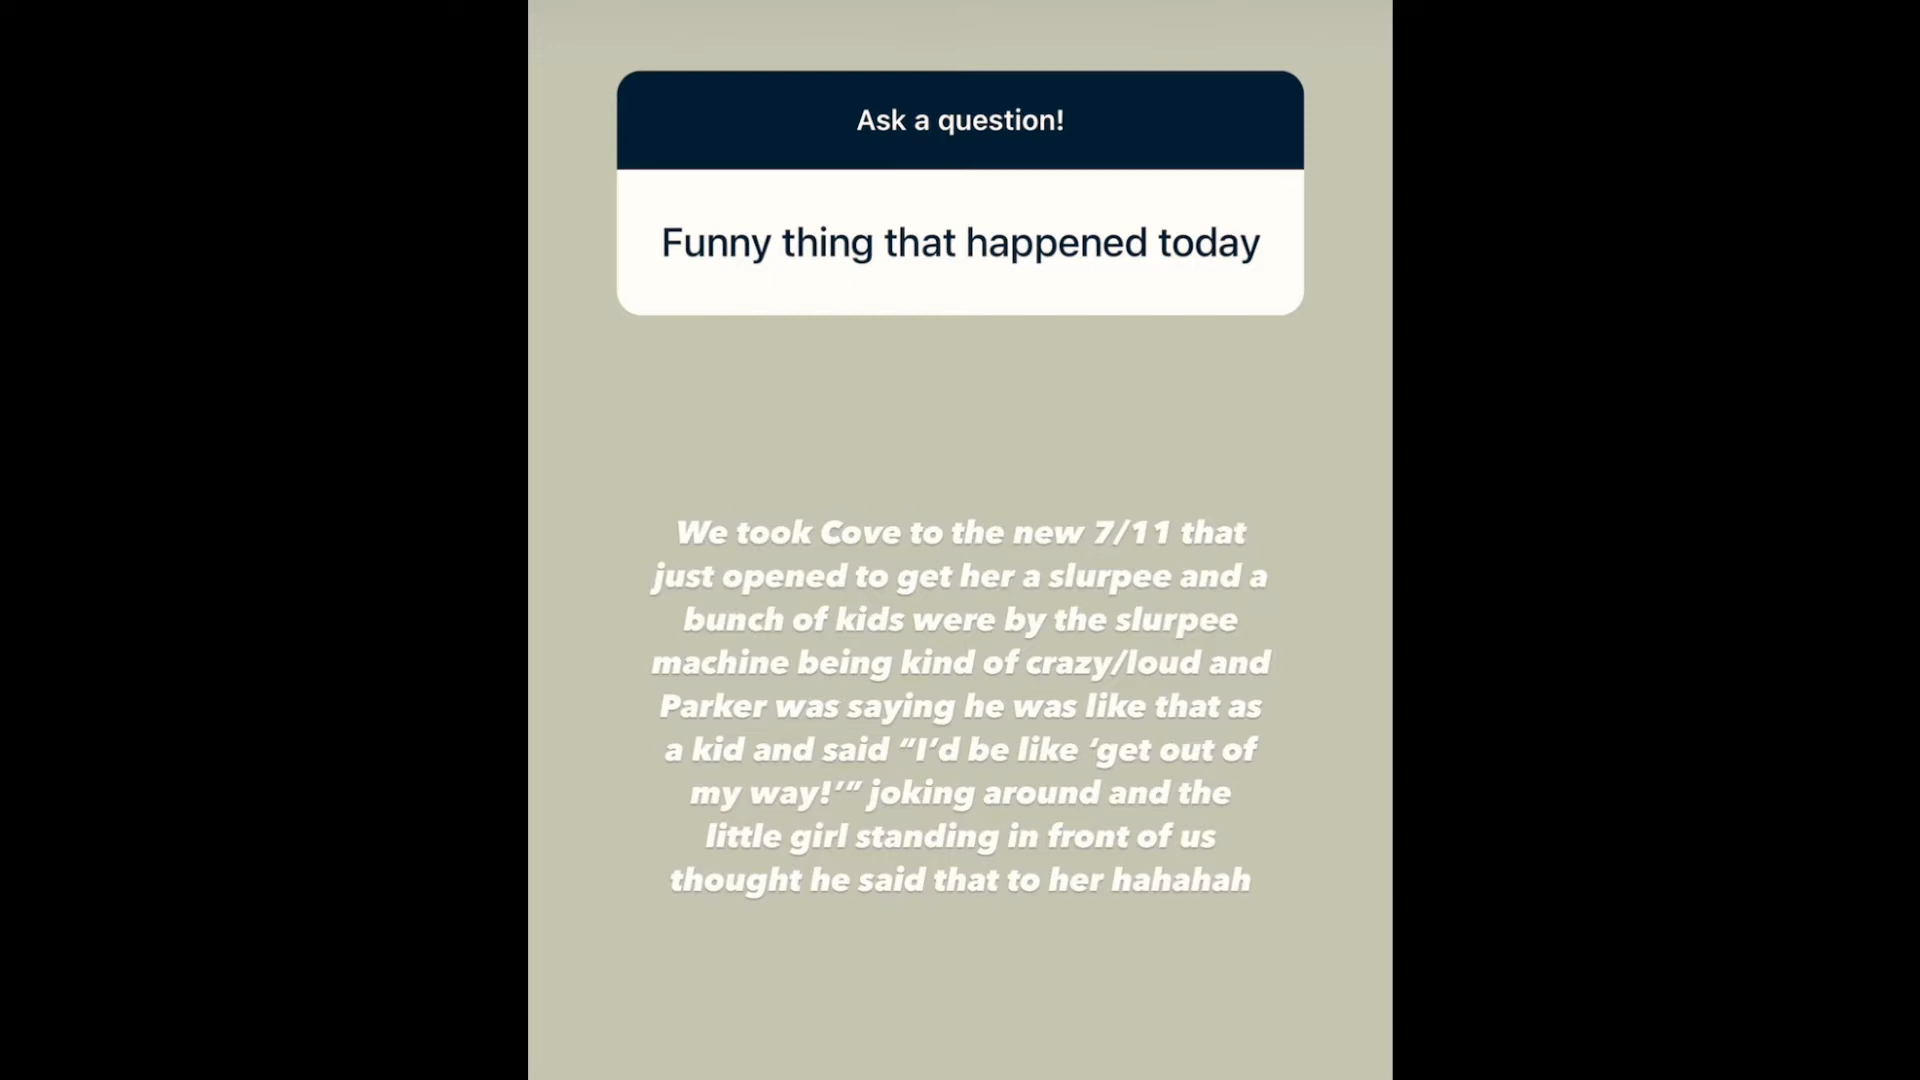 Ask a question!
Funny thing that happened today
We took Cove to the new 7/11 that
just opened to get her a slurpee and a
bunch of kids were by the slurpee
machine being kind of crazy/loud and
Parker was saying he was like that as
a kid and said "I'd be like 'get out of
my way!'" joking around and the
little girl standing in front of us
thought he said that to her hahahah